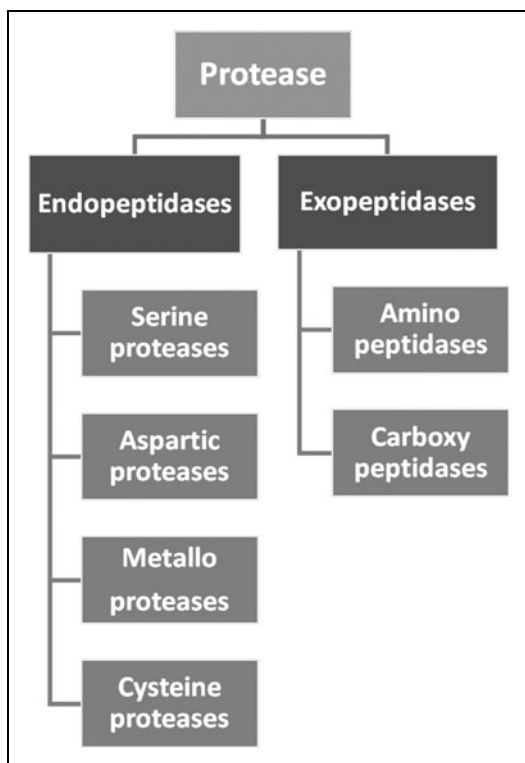 Protease
Endopeptidases
Serine
proteases
Aspartic
proteases
Metallo
proteases
Cysteine
proteases
Exopeptidases
Amino
peptidases
Carboxy
peptidases